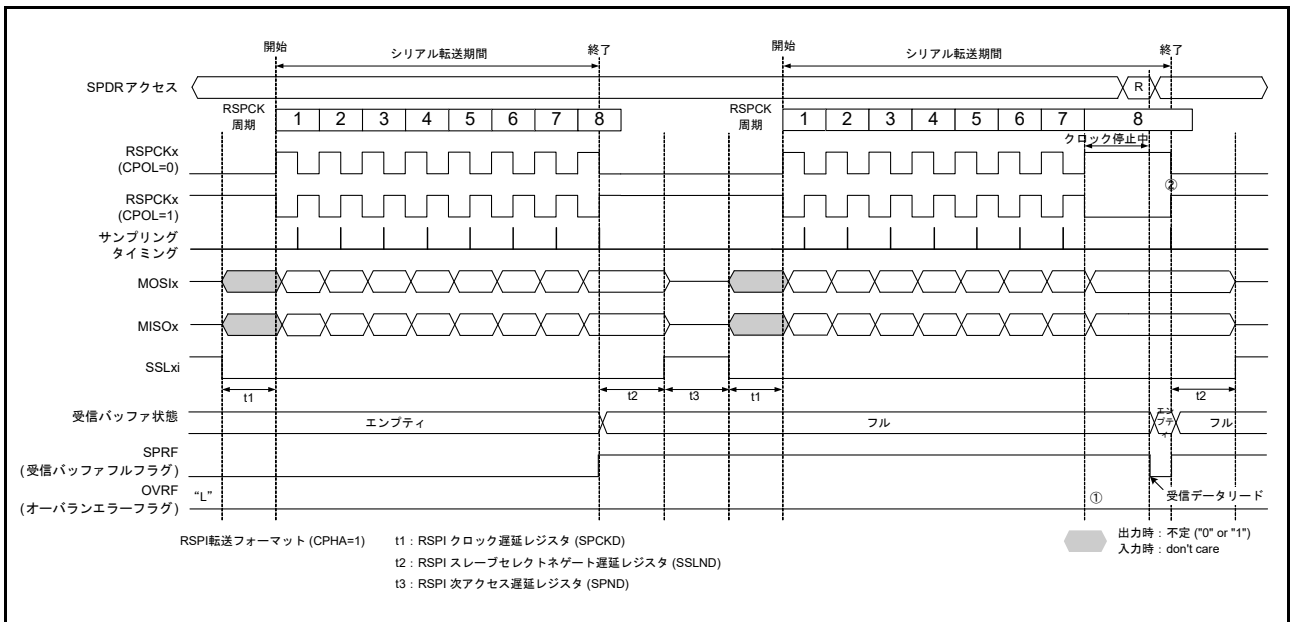 開始
シリアル転送期間
終了
開始
シリアル転送期間
終了
SPDRアクセス
R
RSPCK
周期
1 2 3 4 5 6 7 8
RSPCK
周期
1 2 3 4 5 6 7 8
クロック停止中
RSPCKx
(CPOL=0)
②
RSPCKx
(CPOL=1)
サンプリング
タイミング
MOSIx
MISOx
SSLxi
t1
t2
t3
t1
t2
受信バッファ状態
エンプティ
フル
エン
プテ
ィ
フル
SPRF
(受信バッファフルフラグ)
OVRF
(オーバランエラーフラグ)
“L”
①
受信データリード
RSPI転送フォーマット (CPHA=1)
t1：RSPI クロック遅延レジスタ (SPCKD)
t2：RSPI スレーブセレクトネゲート遅延レジスタ (SSLND)
t3：RSPI 次アクセス遅延レジスタ (SPND)
出力時：不定 ("0" or "1")
入力時：don't care